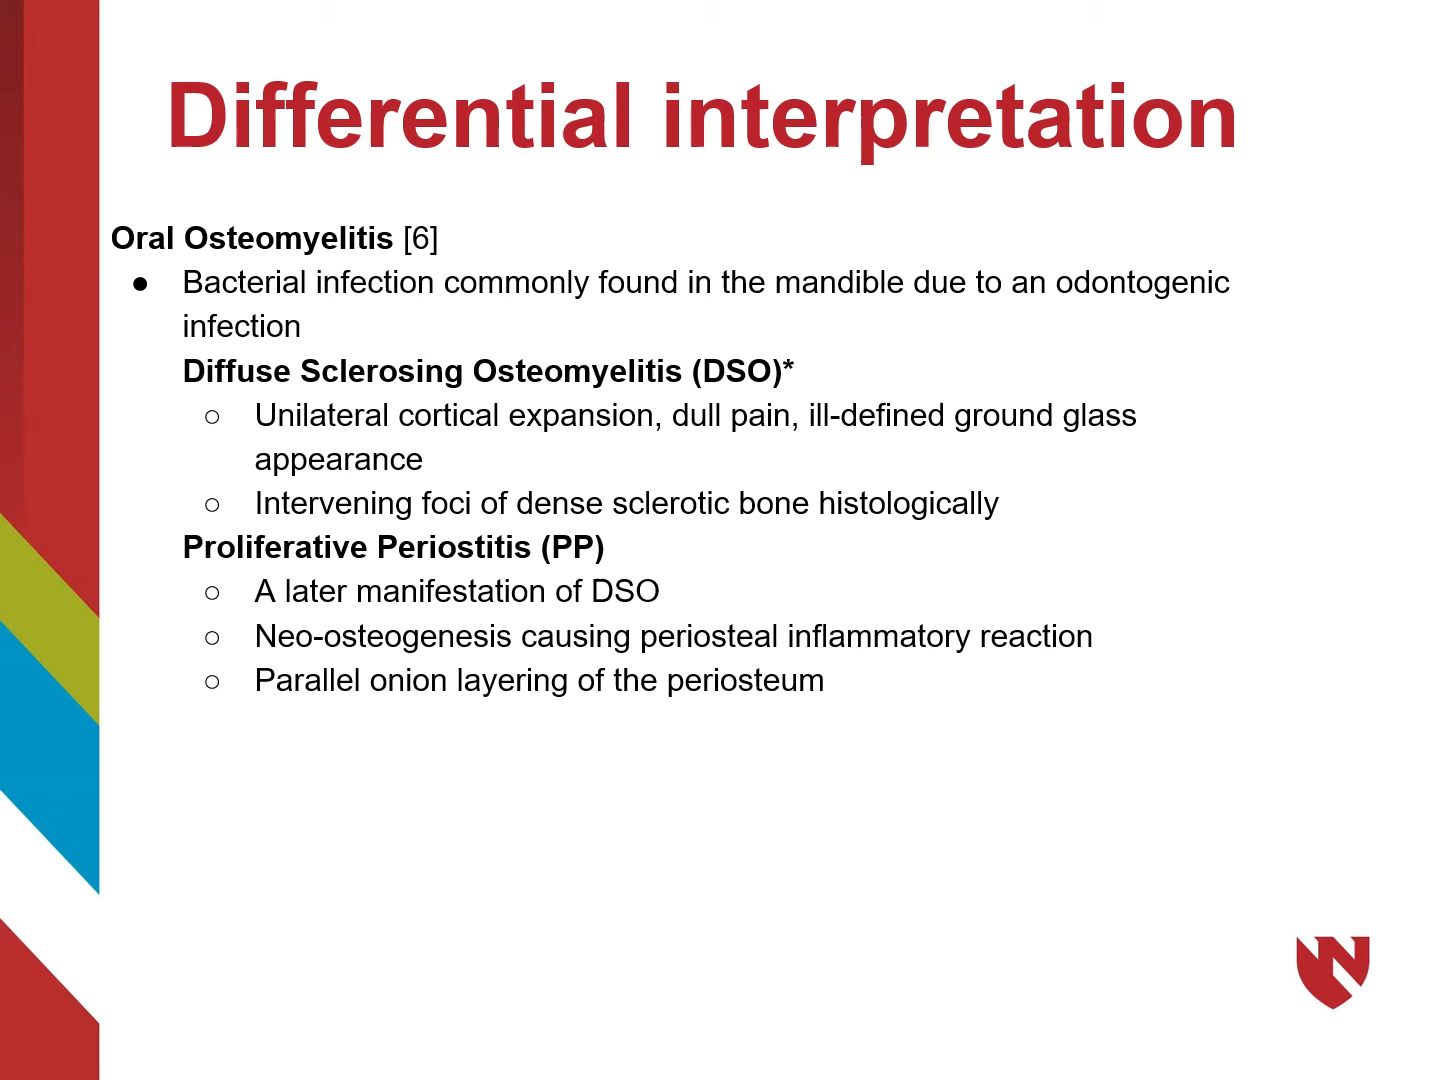 Differential interpretation
Oral Osteomyelitis [6]
● Bacterial infection commonly found in the mandible due to an odontogenic
infection
Diffuse Sclerosing Osteomyelitis (DSO)*
○ Unilateral cortical expansion, dull pain, ill-defined ground glass
appearance
○ Intervening foci of dense sclerotic bone histologically
Proliferative Periostitis (PP)
○ A later manifestation of DSO
○ Neo-osteogenesis causing periosteal inflammatory reaction
○ Parallel onion layering of the periosteum
N